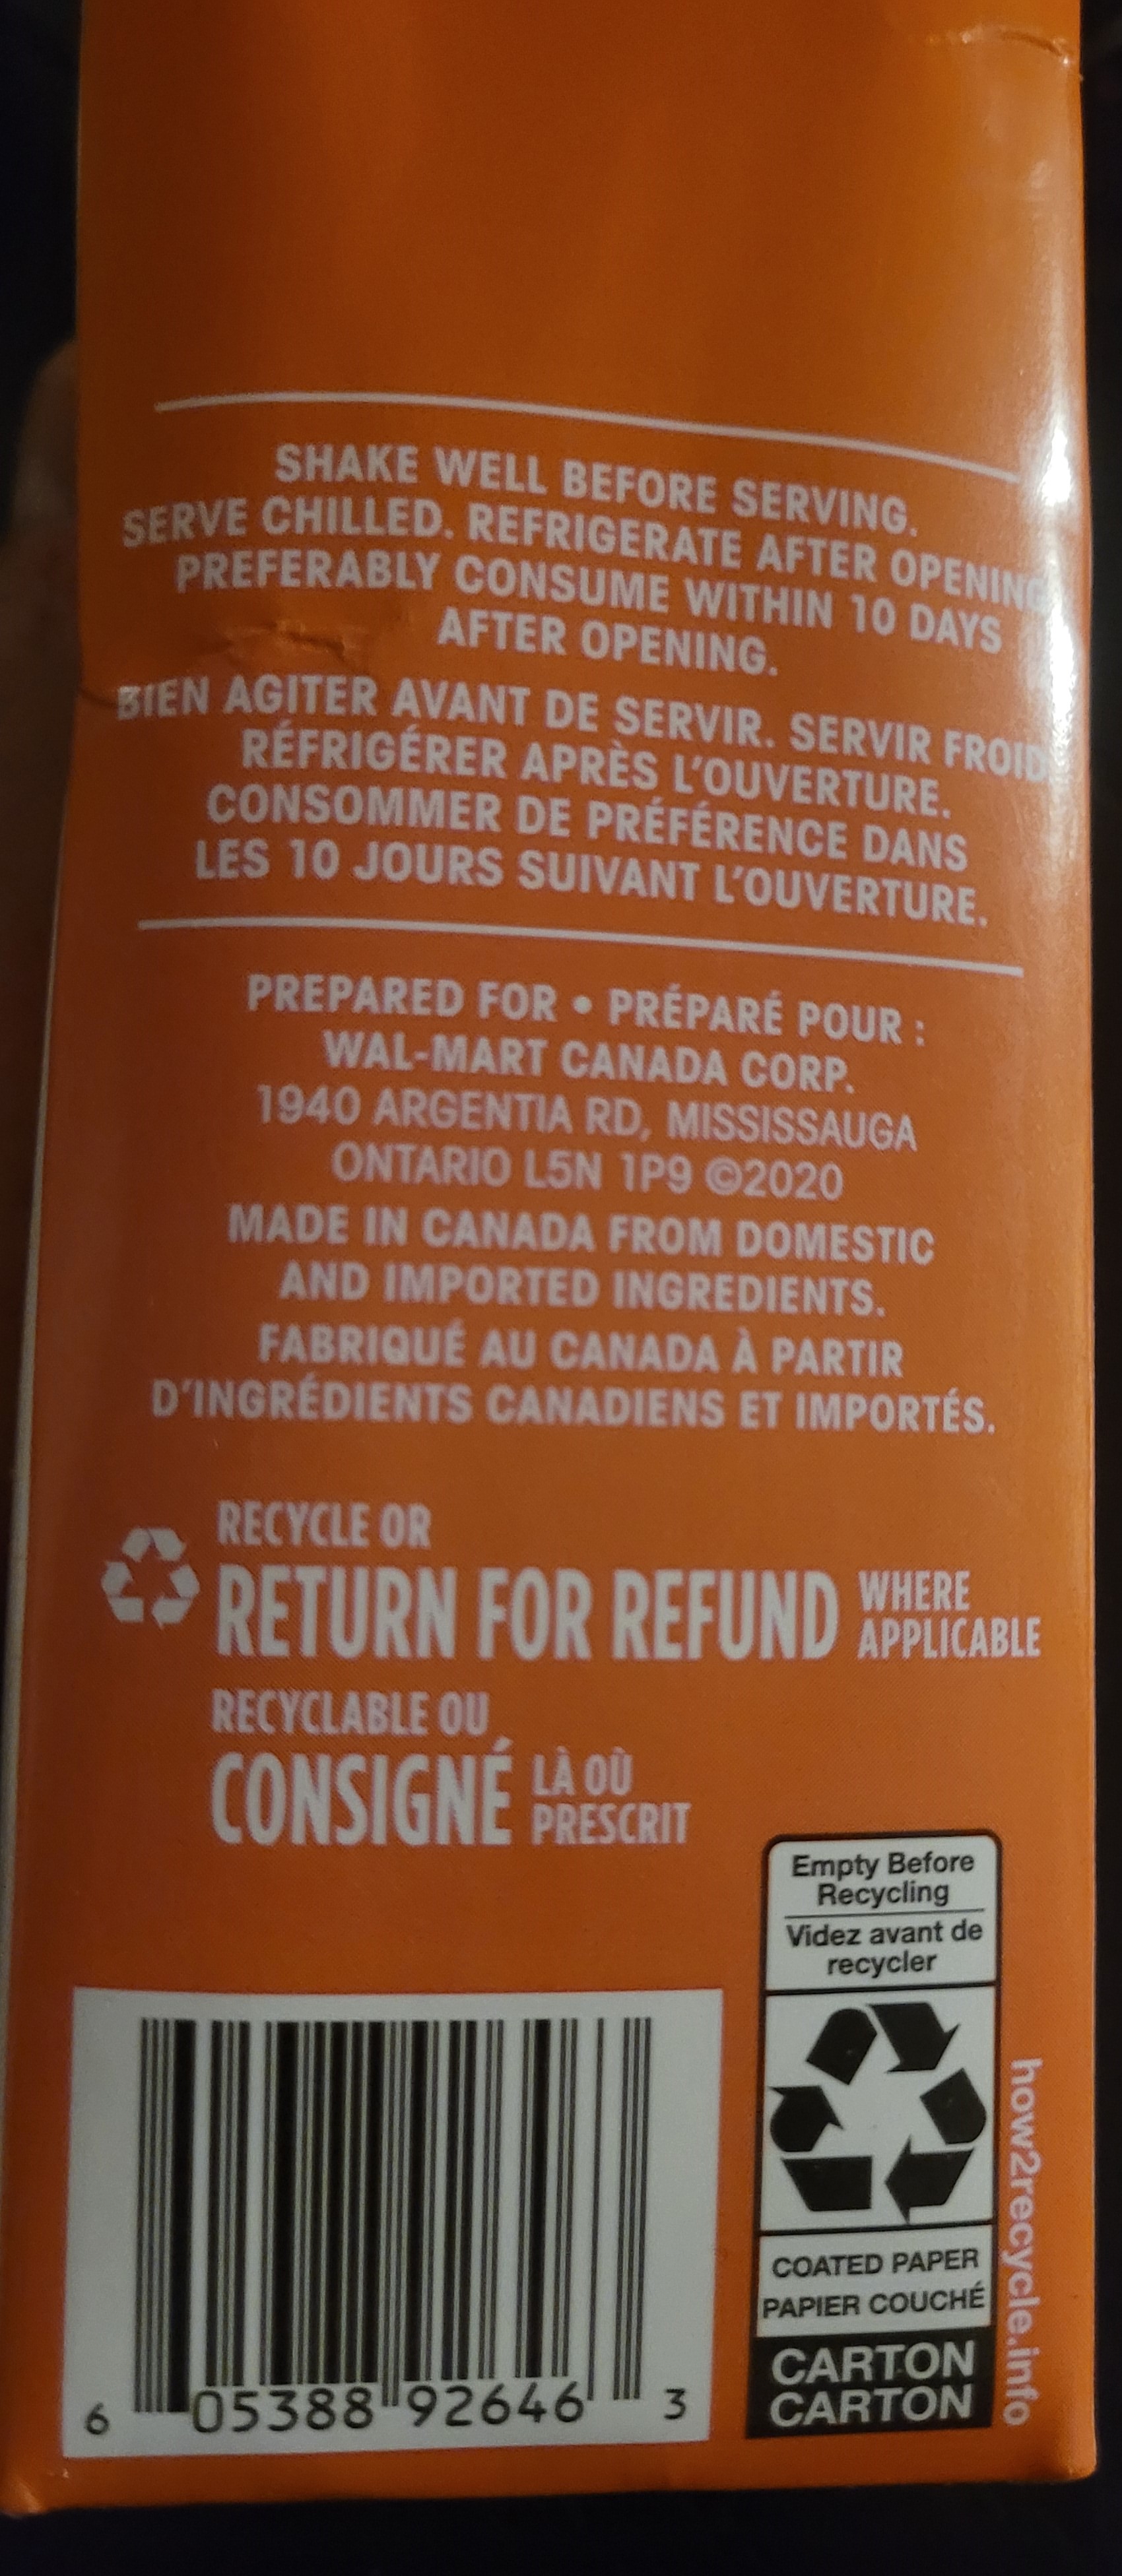 SHAKE WELL BEFORE SERVING.
SERVE CHILLED. REFRIGERATE AFTER OPENING
PREFERABLY CONSUME WITHIN 10 DAYS
AFTER OPENING.
BIEN AGITER AVANT DE SERVIR. SERVIR FROID
RÉFRIGÉRER APRÈS L'OUVERTURE.
CONSOMMER DE PRÉFÉRENCE DANS
LES 10 JOURS SUIVANT L'OUVERTURE.
PREPARED FOR • PRÉPARÉ POUR :
WAL-MART CANADA CORP.
1940 ARGENTIA RD, MISSISSAUGA
ONTARIO L5N 1P9 ©2020
MADE IN CANADA FROM DOMESTIC
AND IMPORTED INGREDIENTS.
FABRIQUÉ AU CANADA À PARTIR
D'INGRÉDIENTS CANADIENS ET IMPORTÉS.
RECYCLE OR
RETURN FOR REFUND WHERE
APPLICABLE
RECYCLABLE OU
CONSIGNÉ LÀ OÙ
PRESCRIT
Empty Before
Recycling
Videz avant de
recycler
COATED PAPER
PAPIER COUCHÉ
CARTON
CARTON
how2recycle.info
6 05388 92646 3